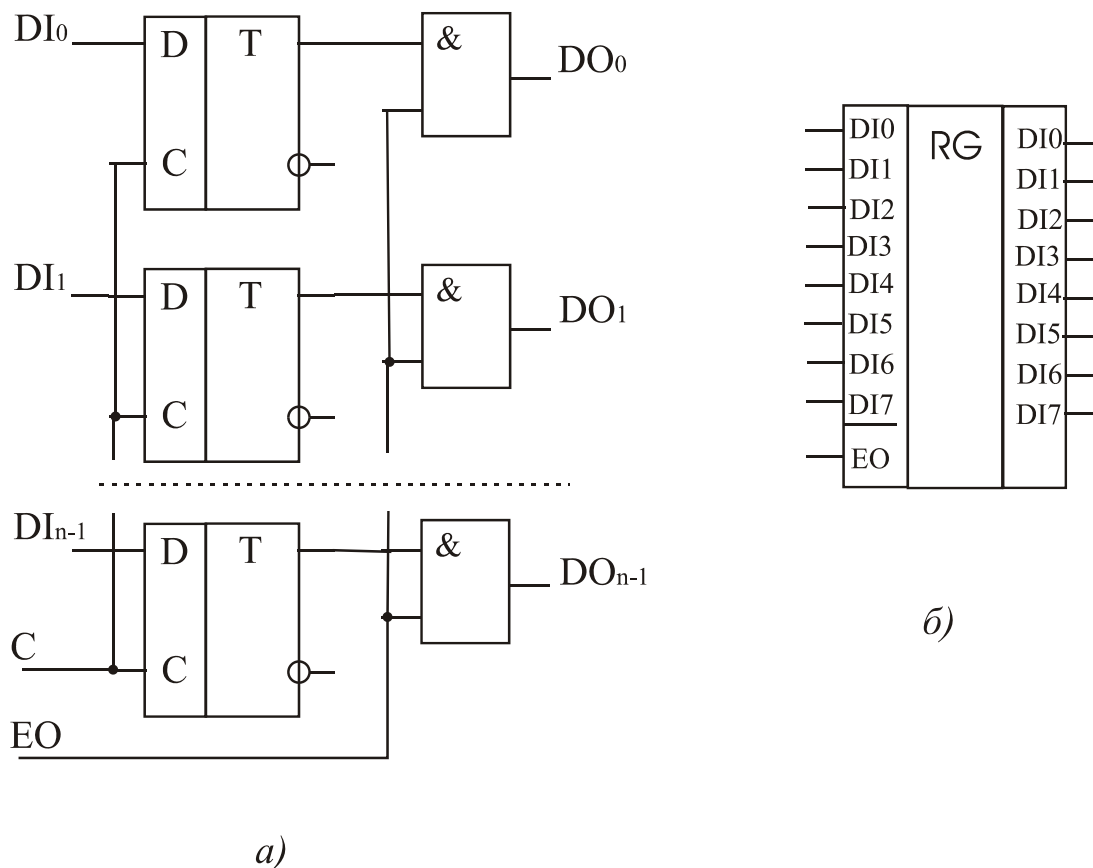 DI0
D
T
&
DO0
C
DI1
D
T
&
DO1
C
DIn-1
D
T
&
DOn-1
C
C
EO
а)
RG
DI0
DI1
DI2
DI3
DI4
DI5
DI6
DI7
EO
DI0
DI1
DI2
DI3
DI4
DI5
DI6
DI7
б)